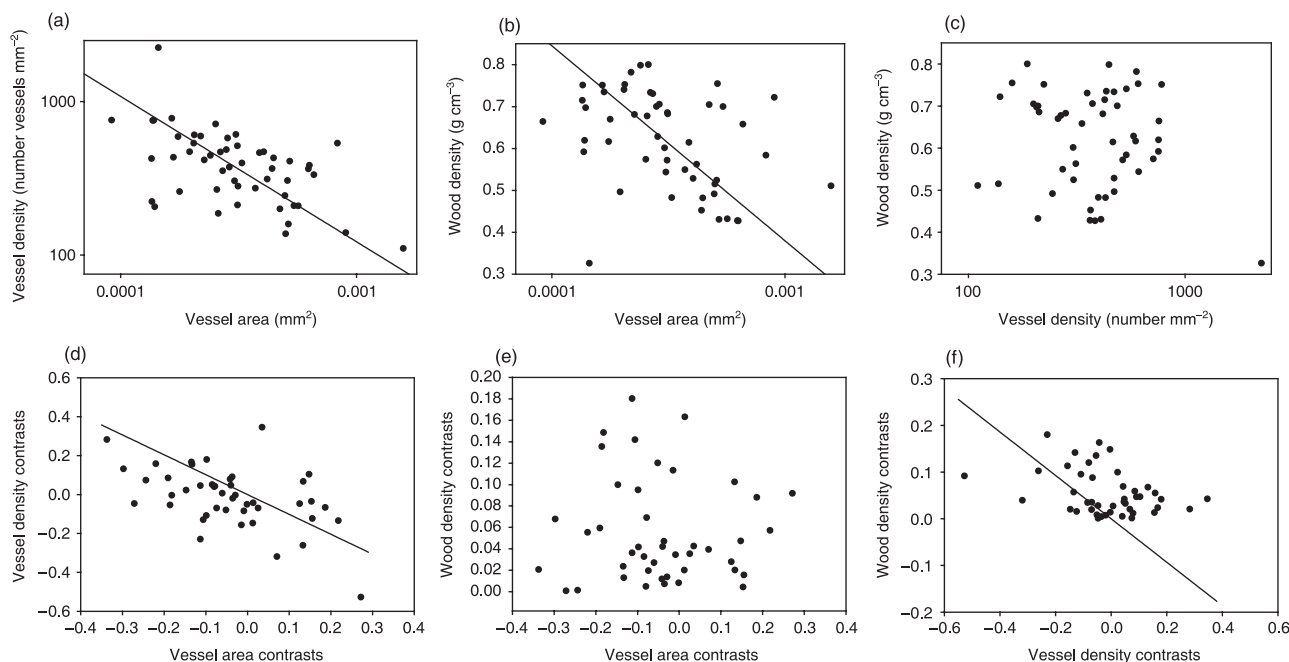 (a)
Vessel density (number vessels mm−2)
1000
100
0.0001
0.001
Vessel area (mm2)
(b)
Wood density (g cm−3)
0.8
0.7
0.6
0.5
0.4
0.3
0.0001
0.001
Vessel area (mm2)
(c)
Wood density (g cm−3)
0.9
0.8
0.7
0.6
0.5
0.4
0.3
100
1000
Vessel density (number mm−2)
(d)
Vessel density contrasts
0.6
0.4
0.2
0.0
−0.2
−0.4
−0.6
−0.4 −0.3 −0.2 −0.1 0.0 0.1 0.2 0.3 0.4
Vessel area contrasts
(e)
Wood density contrasts
0.20
0.18
0.16
0.14
0.12
0.10
0.08
0.06
0.04
0.02
0.00
−0.4 −0.3 −0.2 −0.1 0.0 0.1 0.2 0.3 0.4
Vessel area contrasts
(f)
Wood density contrasts
0.3
0.2
0.1
0.0
−0.1
−0.2
−0.6 −0.4 −0.2 0.0 0.2 0.4 0.6
Vessel density contrasts